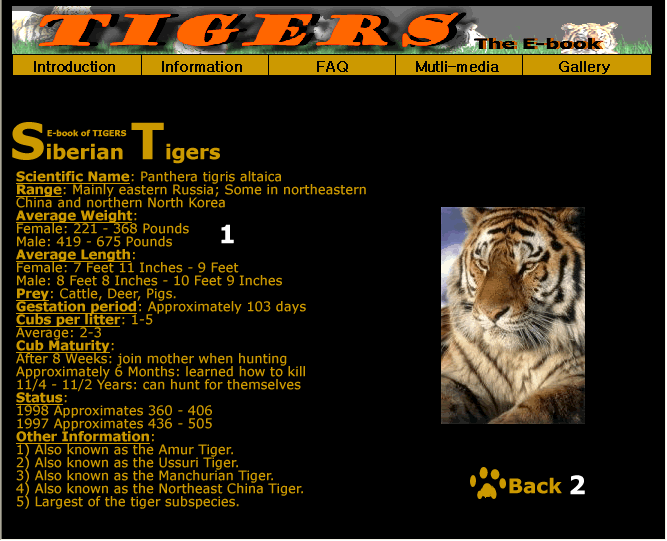 TIGERS
The E-book
Introduction
Information
FAQ
Mutli-media
Gallery
E-book of TIGERS
Siberian Tigers
Scientific Name: Panthera tigris altaica
Range: Mainly eastern Russia; Some in northeastern
China and northern North Korea
Average Weight:
Female: 221 - 368 Pounds
Male: 419 - 675 Pounds
1
Average Length:
Female: 7 Feet 11 Inches - 9 Feet
Male: 8 Feet 8 Inches - 10 Feet 9 Inches
Prey: Cattle, Deer, Pigs.
Gestation period: Approximately 103 days
Cubs per litter: 1-5
Average: 2-3
Cub Maturity:
After 8 Weeks: join mother when hunting
Approximately 6 Months: learned how to kill
11/4 - 11/2 Years: can hunt for themselves
Status:
1998 Approximates 360 - 406
1997 Approximates 436 - 505
Other Information:
1) Also known as the Amur Tiger.
2) Also known as the Ussuri Tiger.
3) Also known as the Manchurian Tiger.
4) Also known as the Northeast China Tiger.
5) Largest of the tiger subspecies.
Back 2